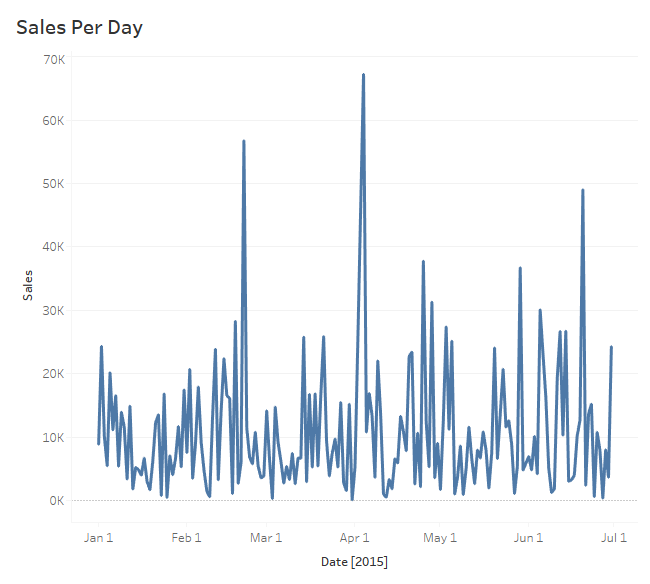 Sales Per Day
70K
60K
50K
40K
30K
20K
10K
0K
Sales
Jan 1 Feb 1 Mar 1 Apr 1 May 1 Jun 1 Jul 1
Date [2015]